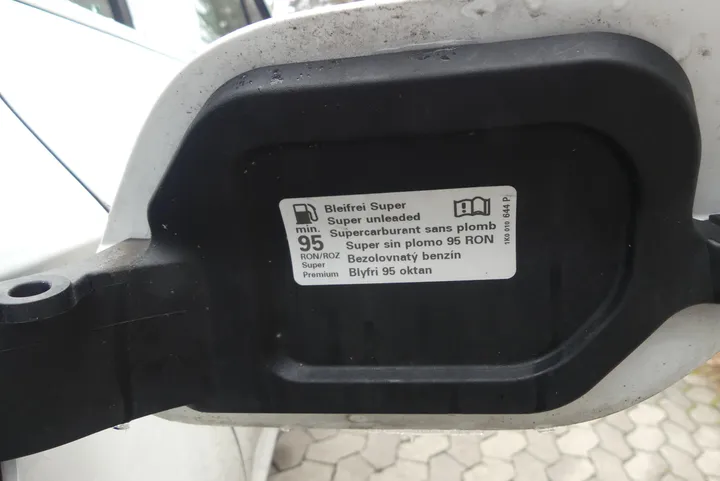 Bleifrei Super
Super unleaded
Supercarburant sans plomb
Super sin plomo 95 RON
Bezolovnatý benzín
Blyfri 95 oktan
min.
95
RON/ROZ
Super
Premium
1K0 010 644 P